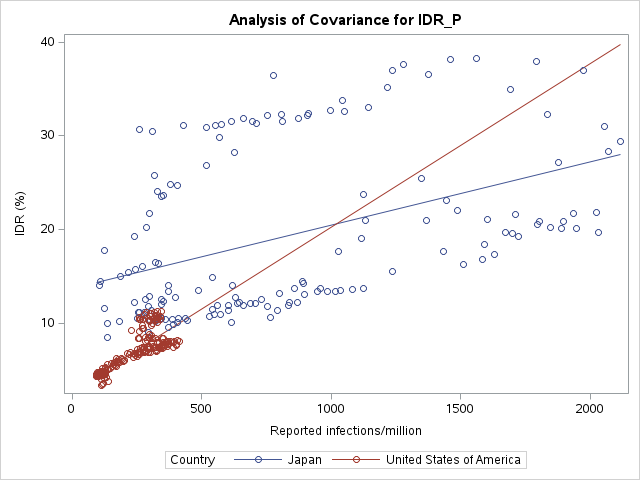 Analysis of Covariance for IDR_P
IDR (%)
40
30
20
10
0 500 1000 1500 2000
Reported infections/million
Country Japan United States of America